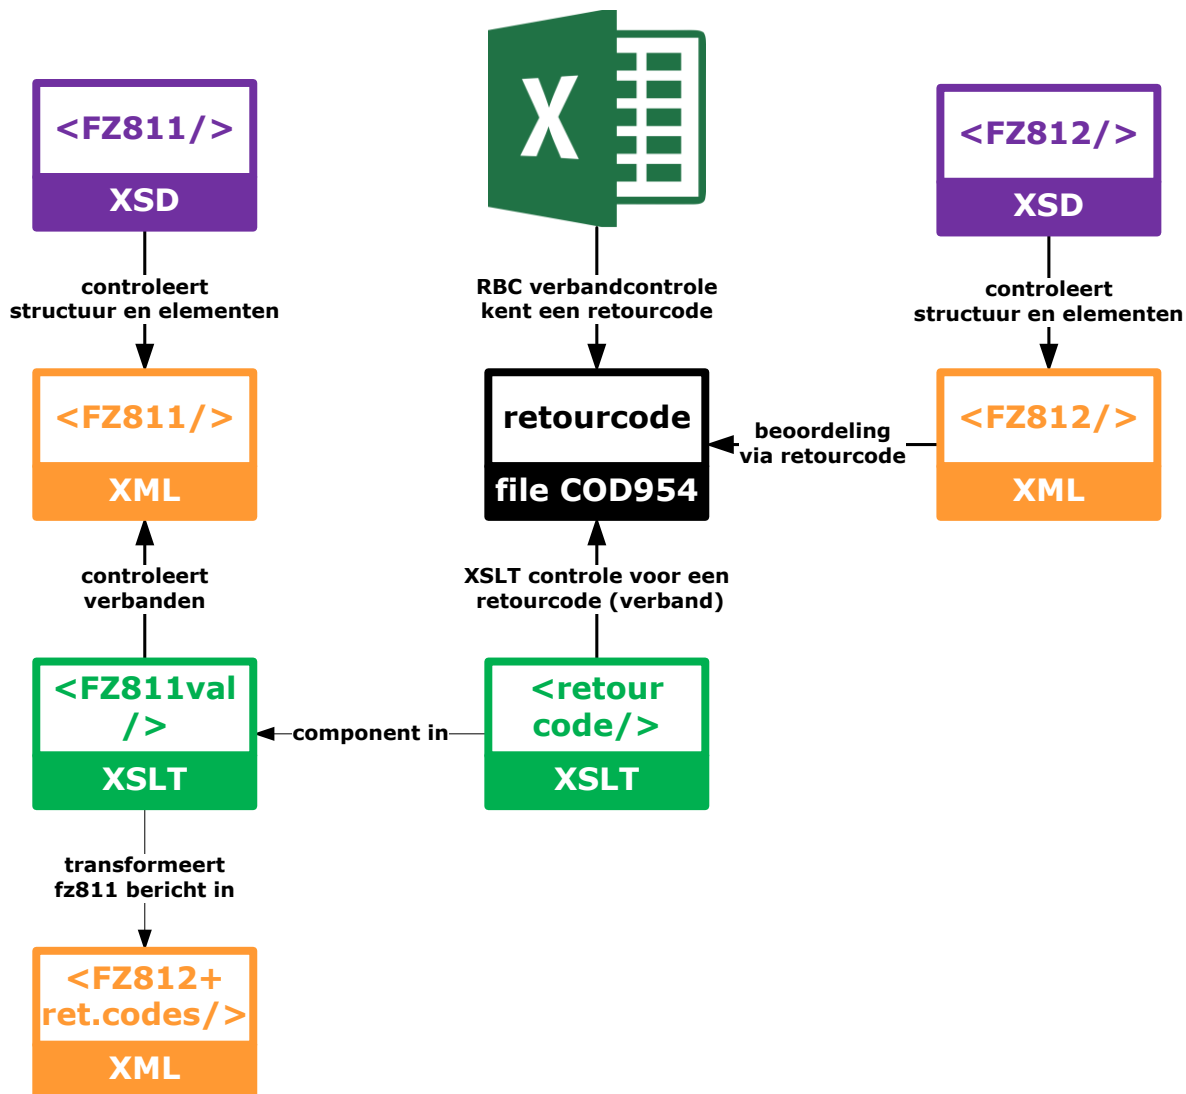 <FZ811/>
XSD
X
<FZ812/>
XSD
controleert
structuur en elementen
RBC verbandcontrole
kent een retourcode
controleert
structuur en elementen
<FZ811/>
XML
retourcode
file COD954
beoordeling
via retourcode
<FZ812/>
XML
controleert
verbanden
XSLT controle voor een
retourcode (verband)
<FZ811val
/>
XSLT
component in
<retour
code/>
XSLT
transformeert
fz811 bericht in
<FZ812+
ret.codes/>
XML